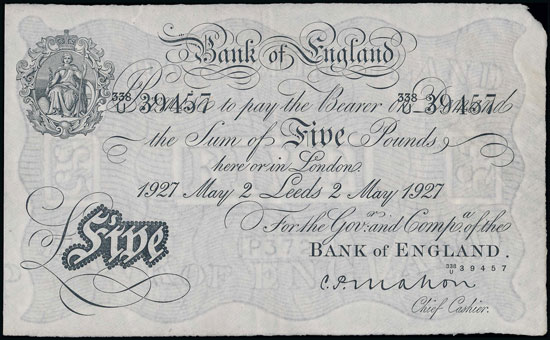 Bank of England
Promise to pay the Bearer on Demand
338/U 39457 338/U 39457
the Sum of Five Pounds
here or in London.
1927 May 2 Leeds 2 May 1927
For the Govr. and Compa. of the
Five
BANK OF ENGLAND.
338/U 39457
C.P. Mahon
Chief Cashier.